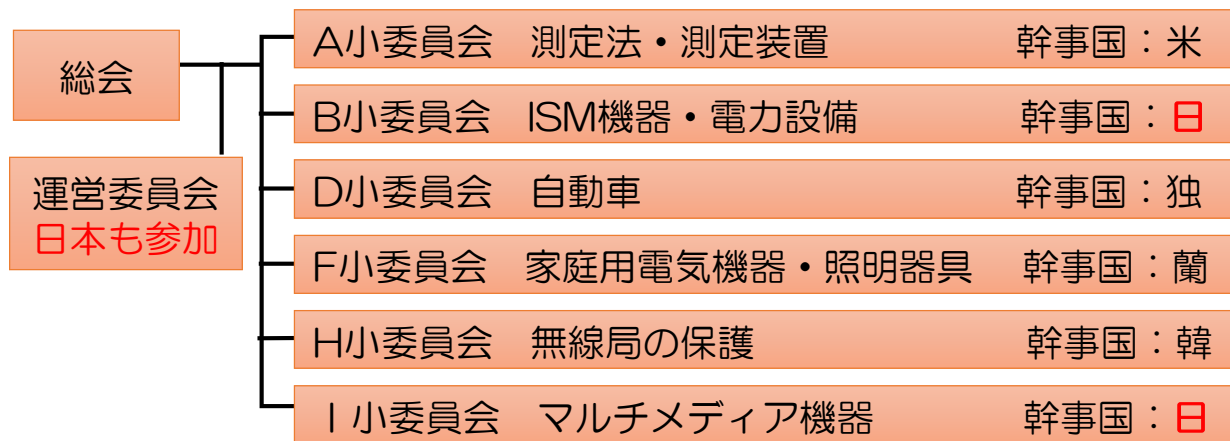 総会
運営委員会
日本も参加
A小委員会　測定法・測定装置　幹事国：米
B小委員会　ISM機器・電力設備　幹事国：日
D小委員会　自動車　幹事国：独
F小委員会　家庭用電気機器・照明器具　幹事国：蘭
H小委員会　無線局の保護　幹事国：韓
I小委員会　マルチメディア機器　幹事国：日